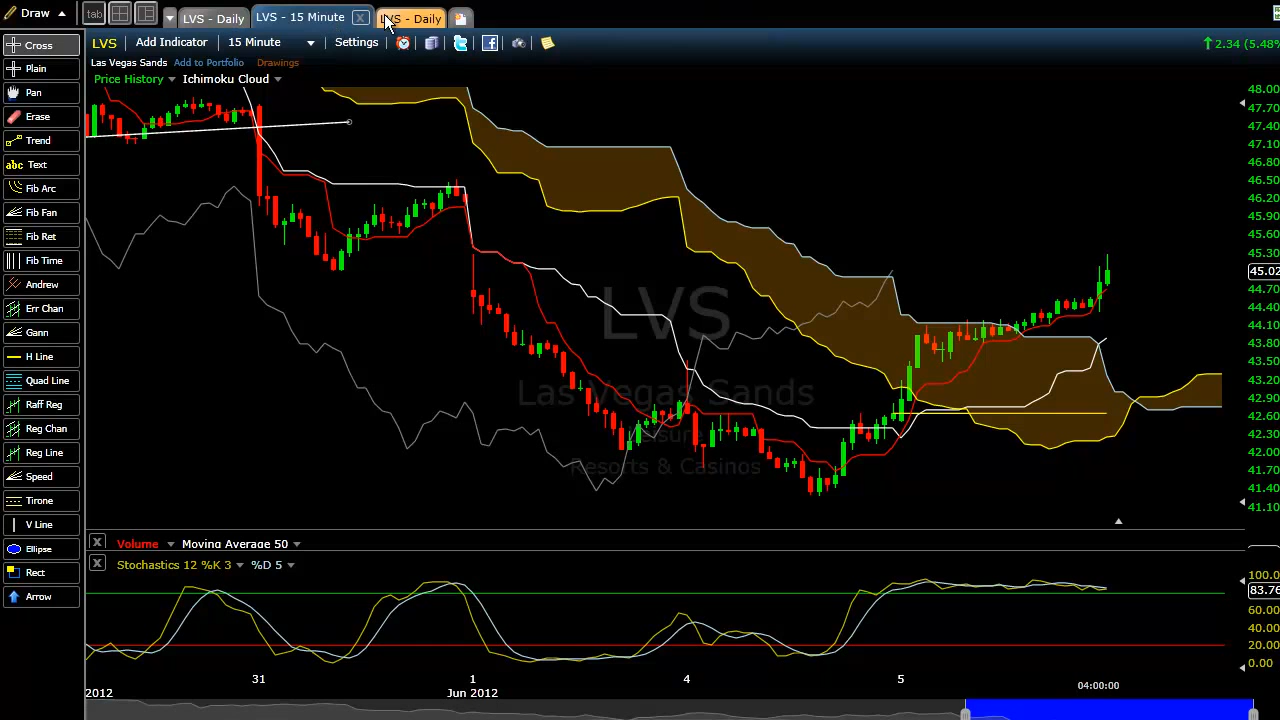 Draw
tab
LVS - Daily
LVS - 15 Minute
LVS - Daily
LVS
Add Indicator
15 Minute
Settings
2.34 (5.48%
Las Vegas Sands
Add to Portfolio
Drawings
Price History
Ichimoku Cloud
Cross
Plain
Pan
Erase
Trend
abc Text
Fib Arc
Fib Fan
Fib Ret
Fib Time
Andrew
Err Chan
Gann
H Line
Quad Line
Raff Reg
Reg Chan
Reg Line
Speed
Tirone
V Line
Ellipse
Rect
Arrow
LVS
Las Vegas Sands
Leisure
Resorts & Casinos
48.00
47.70
47.40
47.10
46.80
46.50
46.20
45.90
45.60
45.30
45.02
44.70
44.40
44.10
43.80
43.50
43.20
42.90
42.60
42.30
42.00
41.70
41.40
41.10
X
Volume
Moving Average 50
X
Stochastics 12 %K 3
%D 5
100.0
83.76
60.00
40.00
20.00
0.00
31
1
4
5
2012
Jun 2012
04:00:00